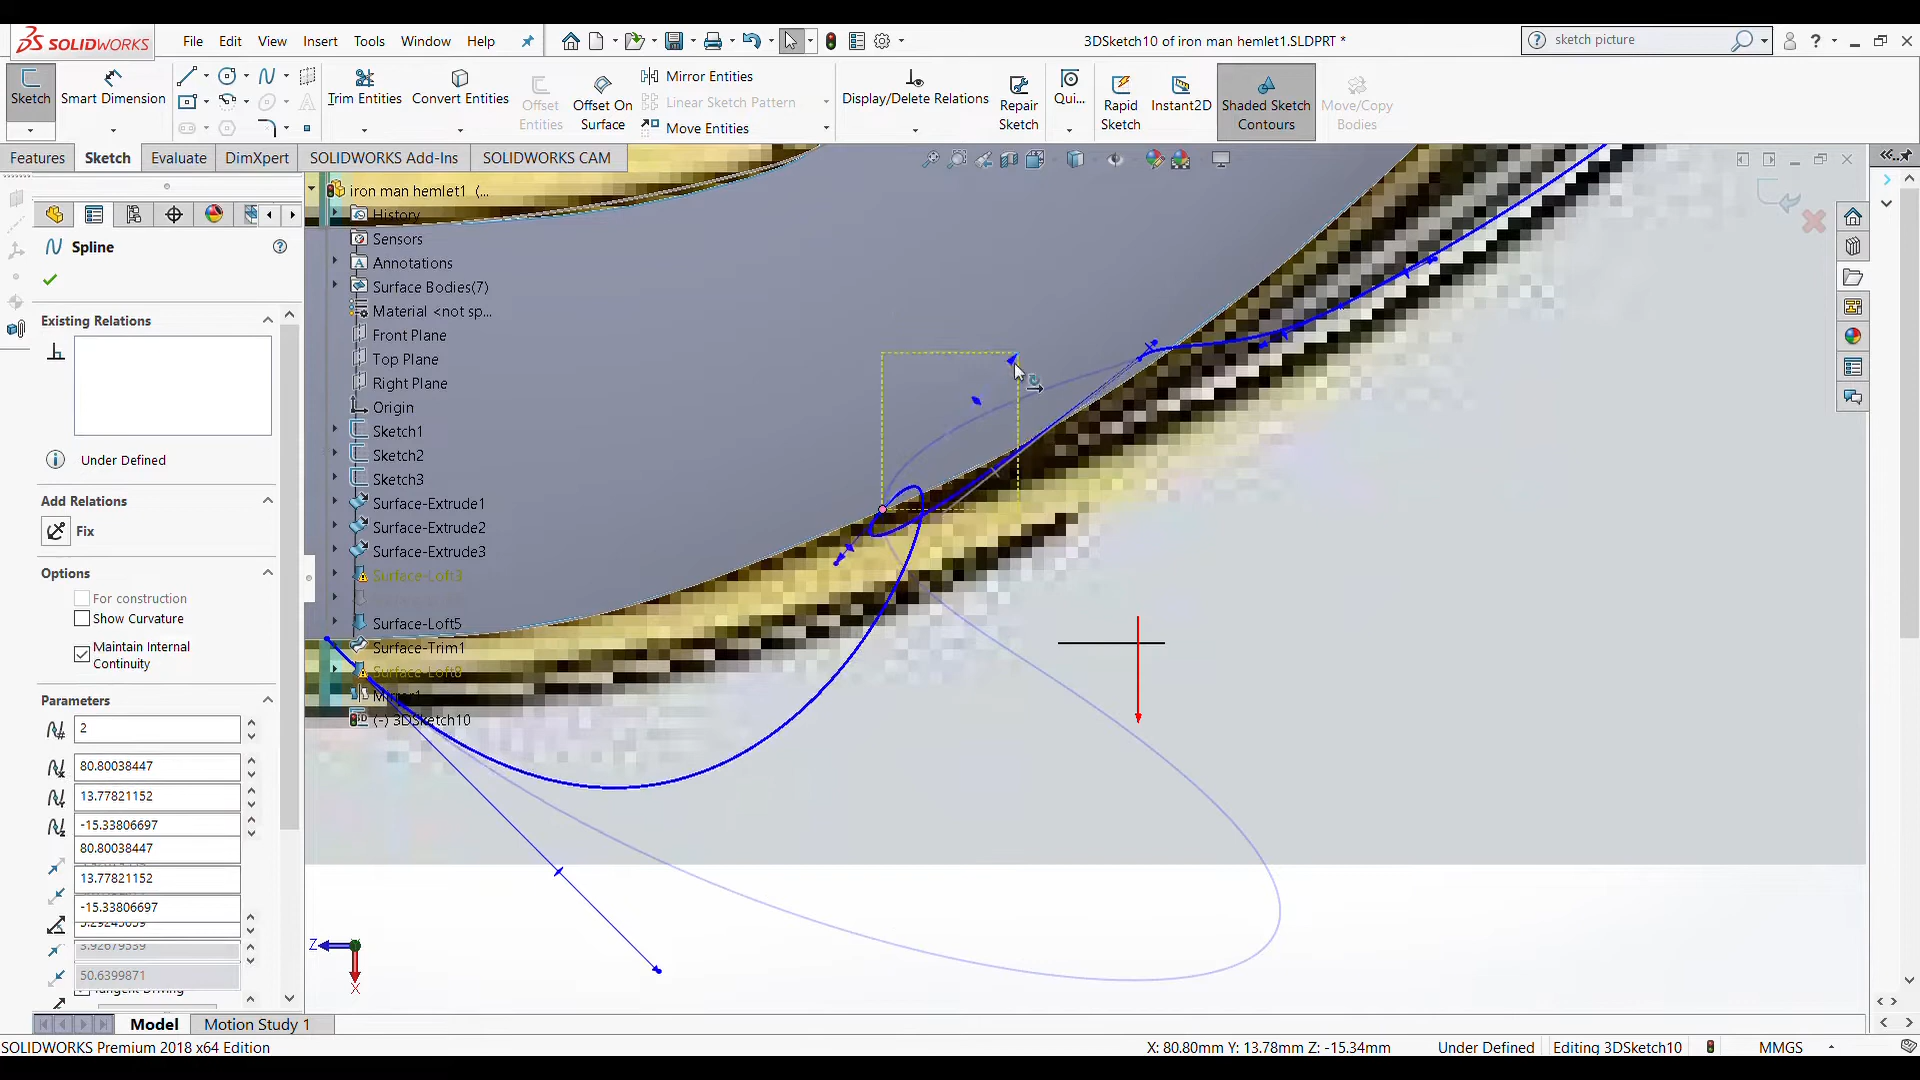 SOLIDWORKS
File Edit View Insert Tools Window Help
3DSketch10 of iron man hemlet1.SLDPRT *
sketch picture
Sketch
Smart Dimension
Trim Entities
Convert Entities
Offset Entities
Offset On Surface
Mirror Entities
Linear Sketch Pattern
Move Entities
Display/Delete Relations
Repair Sketch
Qui...
Rapid Sketch
Instant2D
Shaded Sketch Contours
Move/Copy Bodies
Features Sketch Evaluate DimXpert SOLIDWORKS Add-Ins SOLIDWORKS CAM
iron man hemlet1 (...
History
Sensors
Annotations
Surface Bodies(7)
Material <not sp...
Front Plane
Top Plane
Right Plane
Origin
Sketch1
Sketch2
Sketch3
Surface-Extrude1
Surface-Extrude2
Surface-Extrude3
Surface-Loft3
Surface-Loft5
Surface-Trim1
Surface-Loft8
Mirror1
(-) 3DSketch10
Spline
Existing Relations
Under Defined
Add Relations
Fix
Options
For construction
Show Curvature
Maintain Internal
Continuity
Parameters
2
80.80038447
13.77821152
-15.33806697
80.80038447
13.77821152
-15.33806697
3.92679539
50.6399871
Tangent Driving
Z
X
Model Motion Study 1
SOLIDWORKS Premium 2018 x64 Edition
X: 80.80mm Y: 13.78mm Z: -15.34mm
Under Defined
Editing 3DSketch10
MMGS